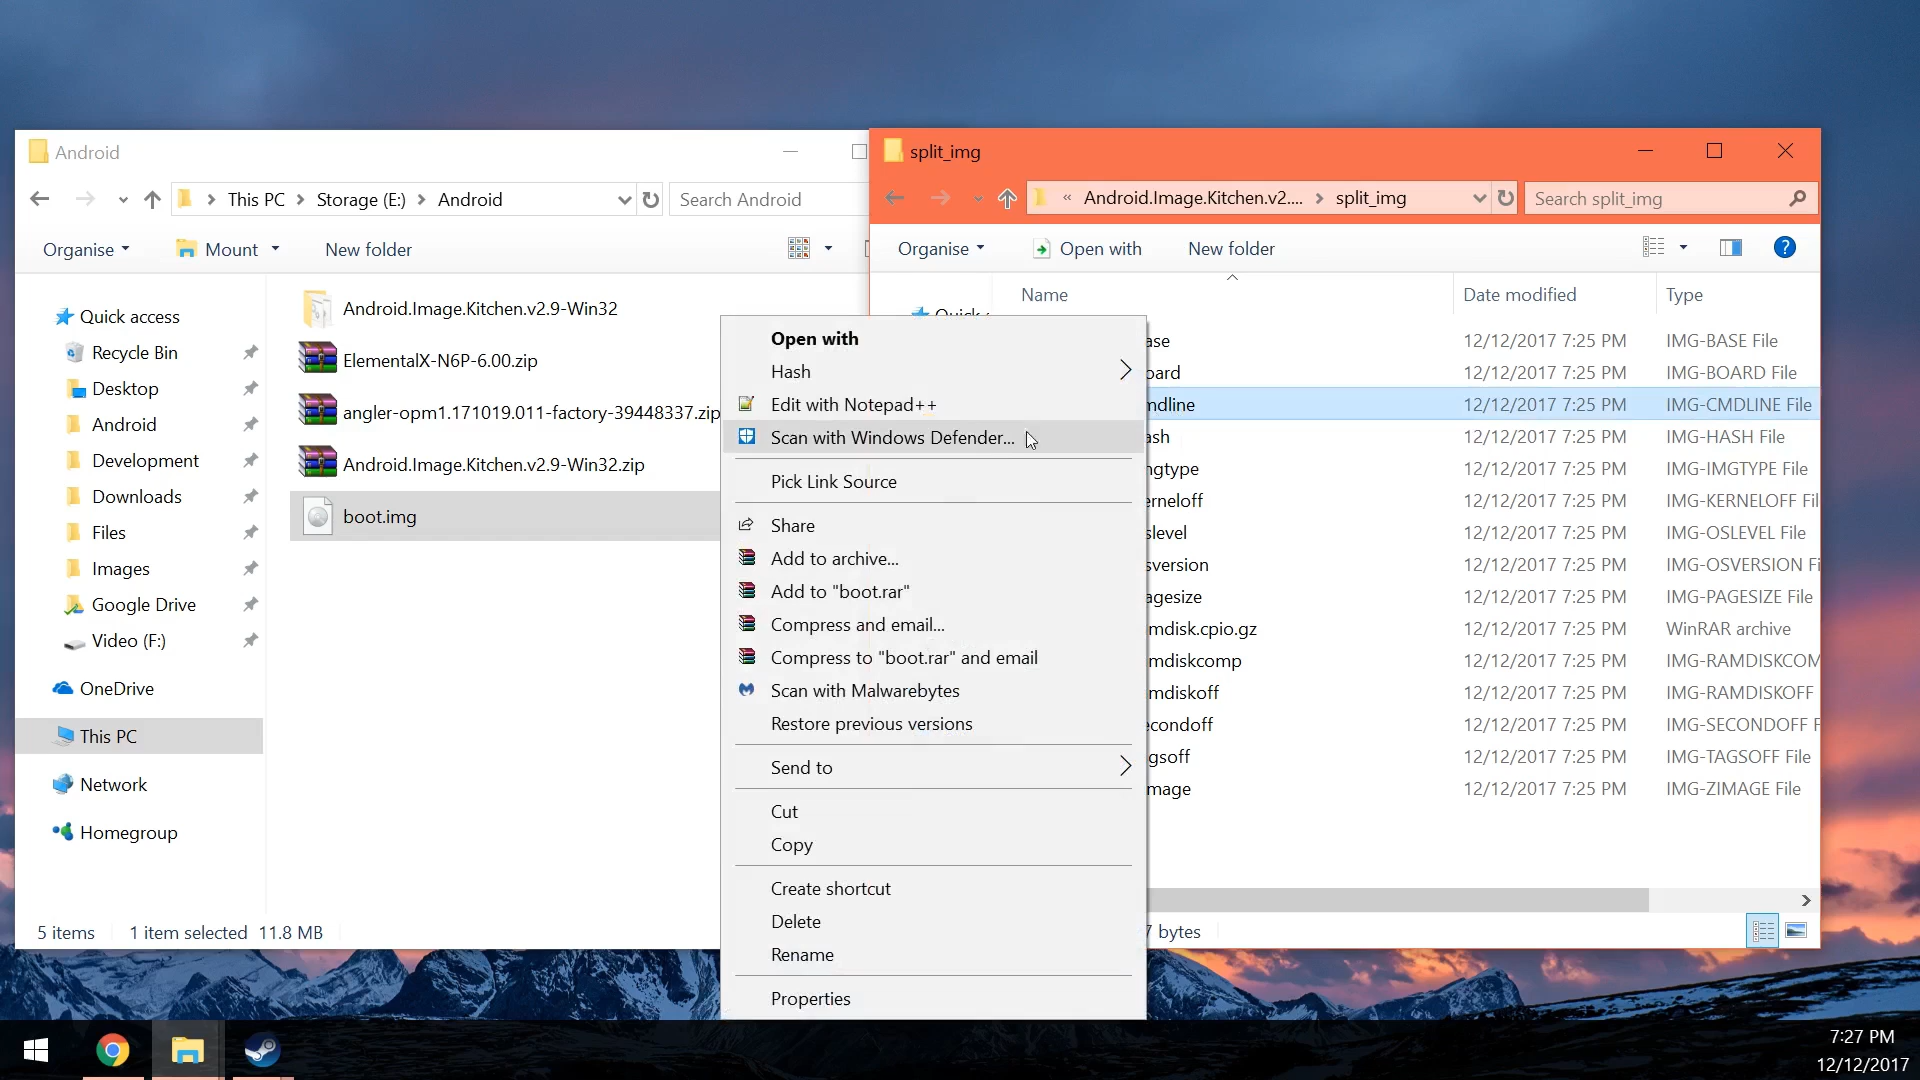 Android
This PC
Storage (E:)
Android
Search Android
Organise
Mount
New folder
Quick access
Recycle Bin
Desktop
Android
Development
Downloads
Files
Images
Google Drive
Video (F:)
OneDrive
This PC
Network
Homegroup
Android.Image.Kitchen.v2.9-Win32
ElementalX-N6P-6.00.zip
angler-opm1.171019.011-factory-39448337.zip
Android.Image.Kitchen.v2.9-Win32.zip
boot.img
5 items 1 item selected 11.8 MB
split_img
« Android.Image.Kitchen.v2.... split_img
Search split_img
Organise
Open with
New folder
Name Date modified Type
ase 12/12/2017 7:25 PM IMG-BASE File
oard 12/12/2017 7:25 PM IMG-BOARD File
mdline 12/12/2017 7:25 PM IMG-CMDLINE File
ash 12/12/2017 7:25 PM IMG-HASH File
ngtype 12/12/2017 7:25 PM IMG-IMGTYPE File
erneloff 12/12/2017 7:25 PM IMG-KERNELOFF Fil
slevel 12/12/2017 7:25 PM IMG-OSLEVEL File
sversion 12/12/2017 7:25 PM IMG-OSVERSION Fi
agesize 12/12/2017 7:25 PM IMG-PAGESIZE File
mdisk.cpio.gz 12/12/2017 7:25 PM WinRAR archive
mdiskcomp 12/12/2017 7:25 PM IMG-RAMDISKCOM
mdiskoff 12/12/2017 7:25 PM IMG-RAMDISKOFF
econdoff 12/12/2017 7:25 PM IMG-SECONDOFF F
gsoff 12/12/2017 7:25 PM IMG-TAGSOFF File
mage 12/12/2017 7:25 PM IMG-ZIMAGE File
7 bytes
Open with
Hash
Edit with Notepad++
Scan with Windows Defender...
Pick Link Source
Share
Add to archive...
Add to "boot.rar"
Compress and email...
Compress to "boot.rar" and email
Scan with Malwarebytes
Restore previous versions
Send to
Cut
Copy
Create shortcut
Delete
Rename
Properties
7:27 PM
12/12/2017